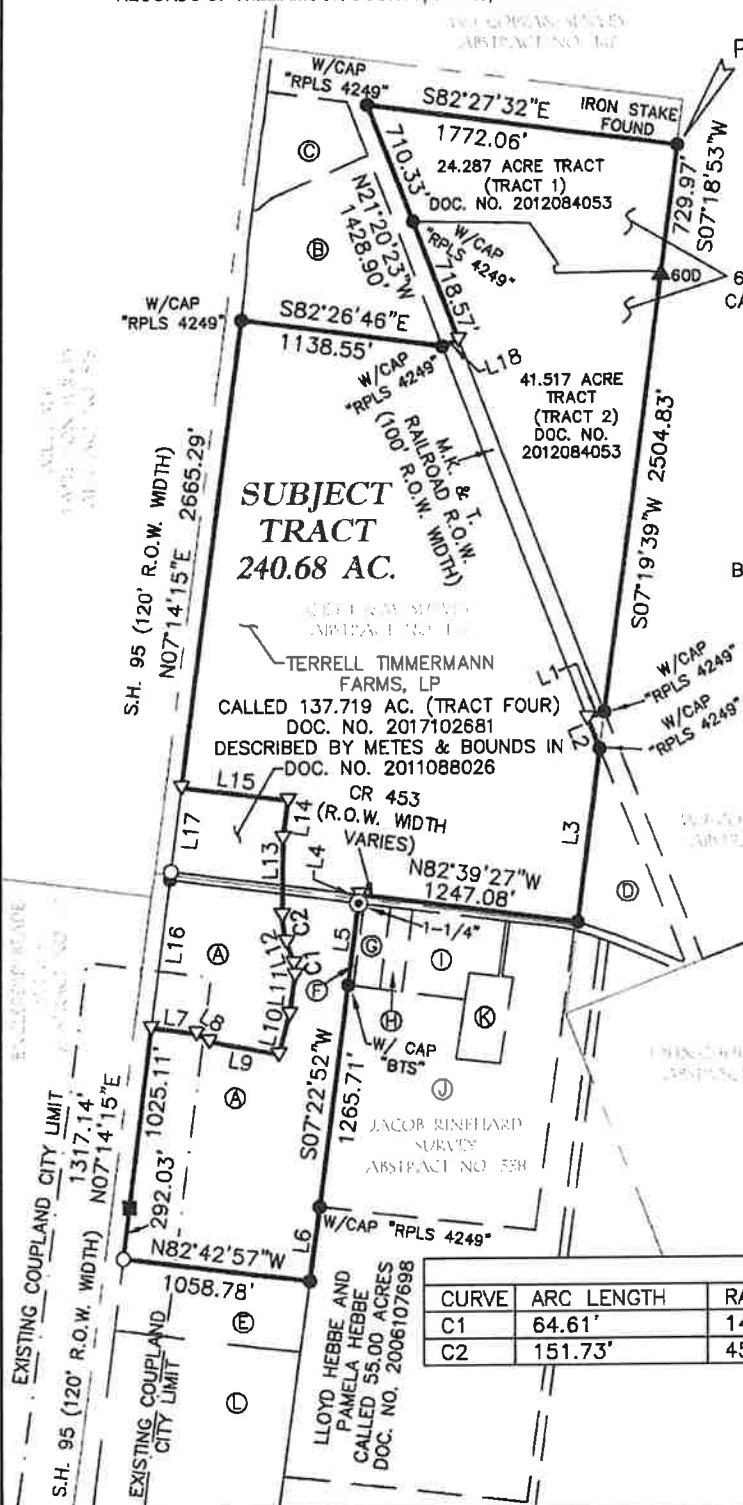 W/CAP
"RPLS 4249"
S82°27'32"E
1772.06'
IRON STAKE
FOUND
P
S07°18'53"W
729.97'
710.33'
24.287 ACRE TRACT
(TRACT 1)
DOC. NO. 2012084053
Ⓒ
N21°20'23"W
1428.90'
Ⓑ
W/CAP
"RPLS 4249"
718.57'
60D
6
CA
W/CAP
"RPLS 4249"
S82°26'46"E
1138.55'
L18
W/CAP
"RPLS 4249"
41.517 ACRE
TRACT
(TRACT 2)
DOC. NO.
2012084053
M.K. & T.
RAILROAD R.O.W.
(100' R.O.W. WIDTH)
S07°19'39"W 2504.83'
SUBJECT
TRACT
240.68 AC.
S.H. 95 (120' R.O.W. WIDTH)
N07°14'15"E 2665.29'
B
TERRELL TIMMERMANN
FARMS, LP
CALLED 137.719 AC. (TRACT FOUR)
DOC. NO. 2017102681
DESCRIBED BY METES & BOUNDS IN
DOC. NO. 2011088026
L1
L2
W/CAP
"RPLS 4249"
W/CAP
"RPLS 4249"
L15
L14
CR 453
(R.O.W. WIDTH
VARIES)
L17
L13
L4
N82°39'27"W
1247.08'
L3
Ⓓ
1-1/4"
L16
Ⓐ
L12
C2
C1
L5
Ⓖ
Ⓘ
L11
Ⓕ
Ⓗ
Ⓚ
L7
L8
L9
L10
W/ CAP
"BTS"
Ⓐ
Ⓙ
S07°22'52"W
1265.71'
JACOB RINEHARD
SURVEY
ABSTRACT NO. 538
EXISTING COUPLAND CITY LIMIT
1317.14'
S.H. 95 (120' R.O.W. WIDTH) N07°14'15"E
1025.11'
292.03'
W/CAP "RPLS 4249"
L6
N82°42'57"W
1058.78'
Ⓔ
EXISTING COUPLAND
CITY LIMIT
Ⓛ
LLOYD HEBBE AND
PAMELA HEBBE
CALLED 55.00 ACRES
DOC. NO. 2006107698
CURVE ARC LENGTH RA
C1 64.61' 14
C2 151.73' 45